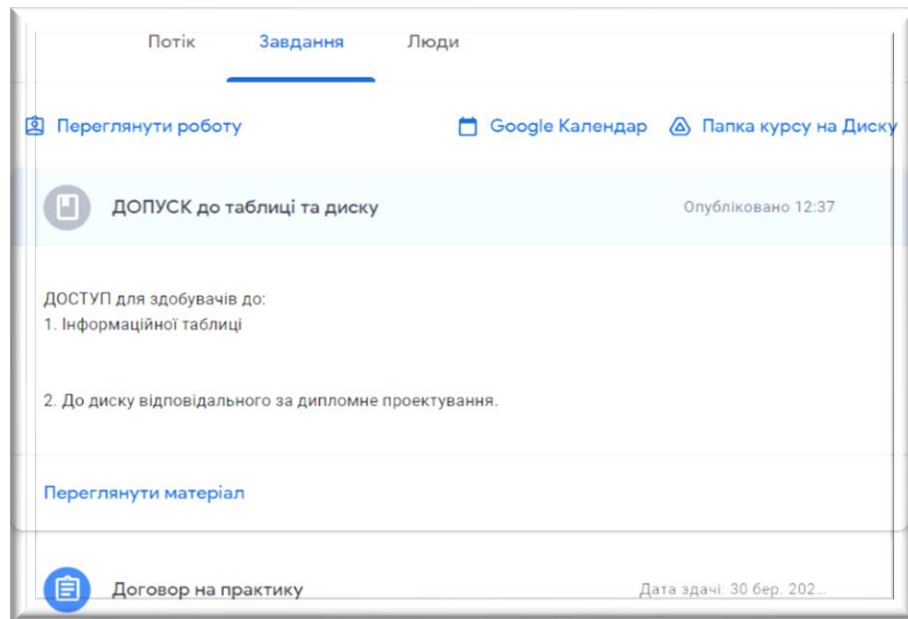 Потік Завдання Люди
Переглянути роботу Google Календар Папка курсу на Диску
ДОПУСК до таблиці та диску Опубліковано 12:37
ДОСТУП для здобувачів до:
1. Інформаційної таблиці
2. До диску відповідального за дипломне проектування.
Переглянути матеріал
Договор на практику Дата здачі: 30 бер. 202...